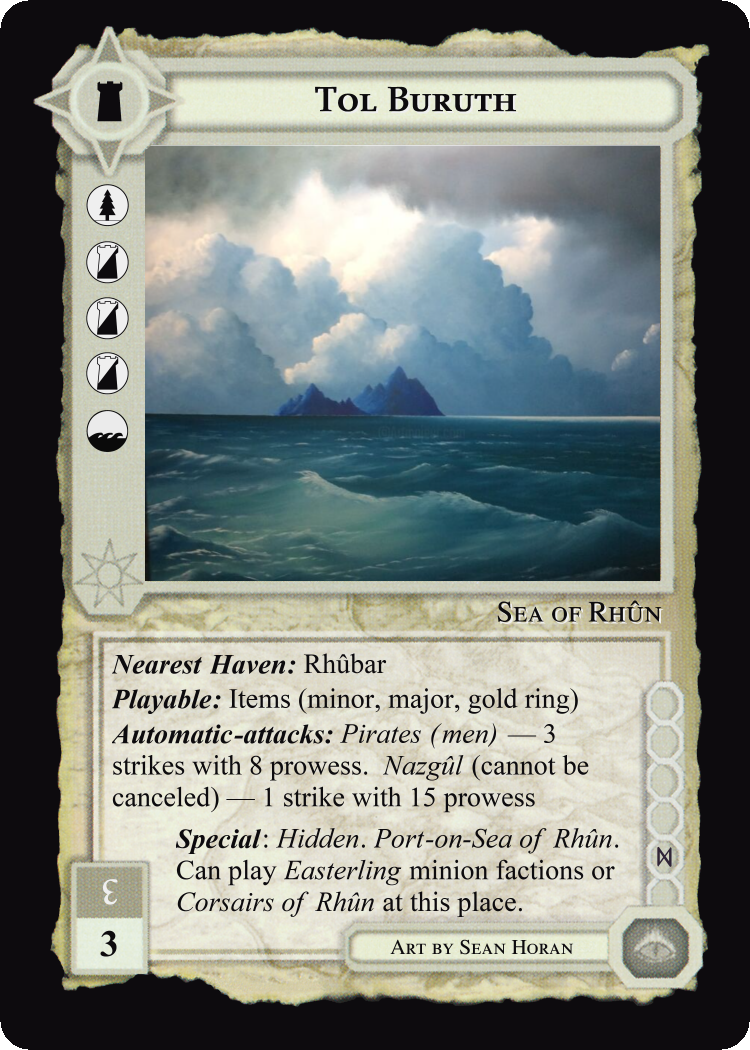 Tol Buruth
Sea of Rhûn
Nearest Haven: Rhûbar
Playable: Items (minor, major, gold ring)
Automatic-attacks: Pirates (men) — 3
strikes with 8 prowess. Nazgûl (cannot be
canceled) — 1 strike with 15 prowess
Special: Hidden. Port-on-Sea of Rhûn.
Can play Easterling minion factions or
Corsairs of Rhûn at this place.
ᛞ
3
Art by Sean Horan